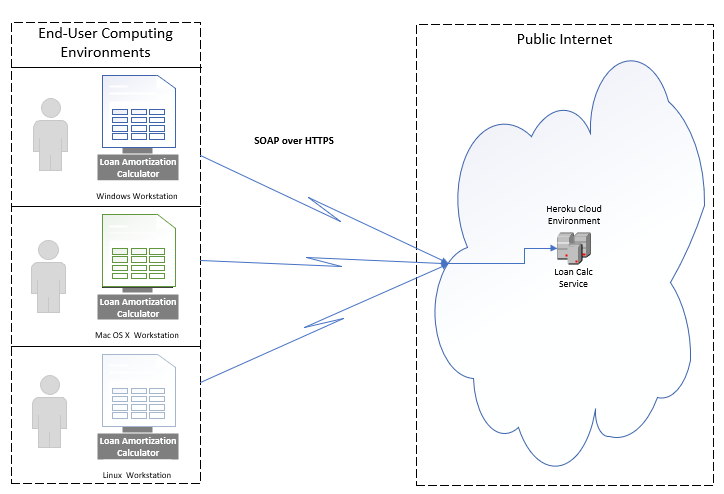 End-User Computing
Environments
Loan Amortization
Calculator
Windows Workstation
Loan Amortization
Calculator
Mac OS X Workstation
Loan Amortization
Calculator
Linux Workstation
SOAP over HTTPS
Public Internet
Heroku Cloud
Environment
Loan Calc
Service